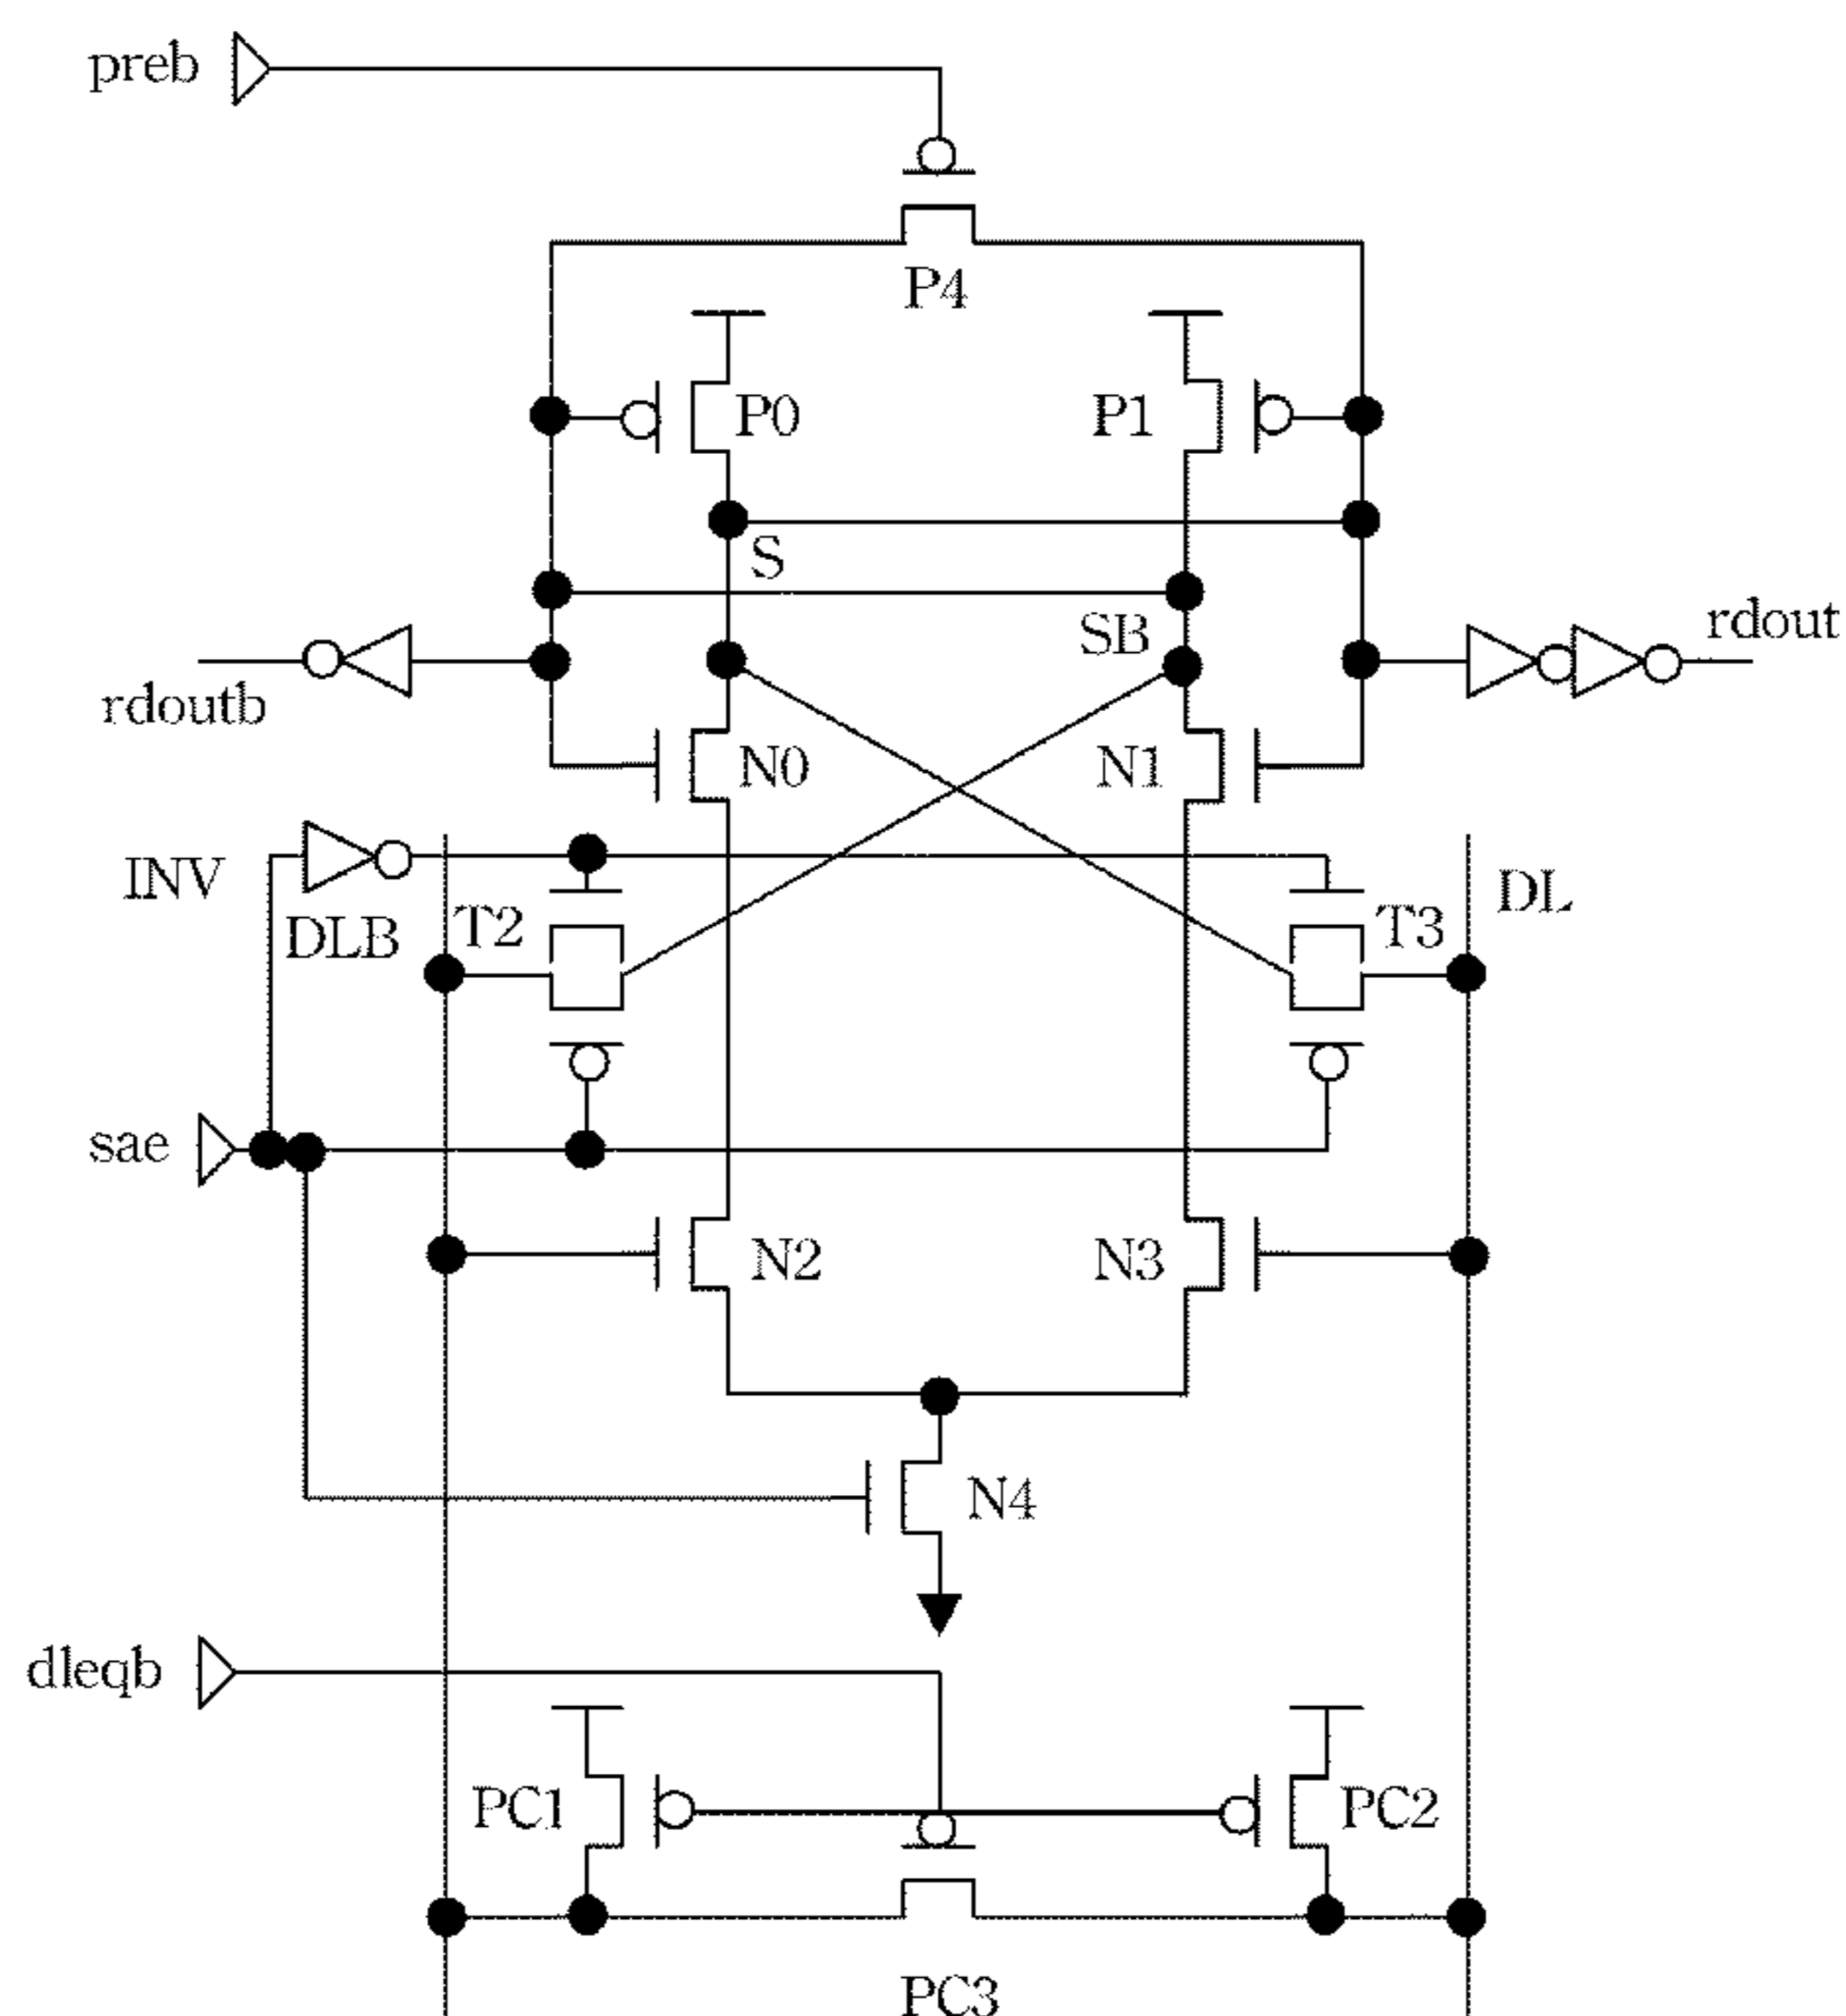 preb
P4
P0
P1
S
SB
rdout
rdoutb
N0
N1
INV
DLB
T2
T3
DL
sae
N2
N3
N4
dleqb
PC1
PC2
PC3